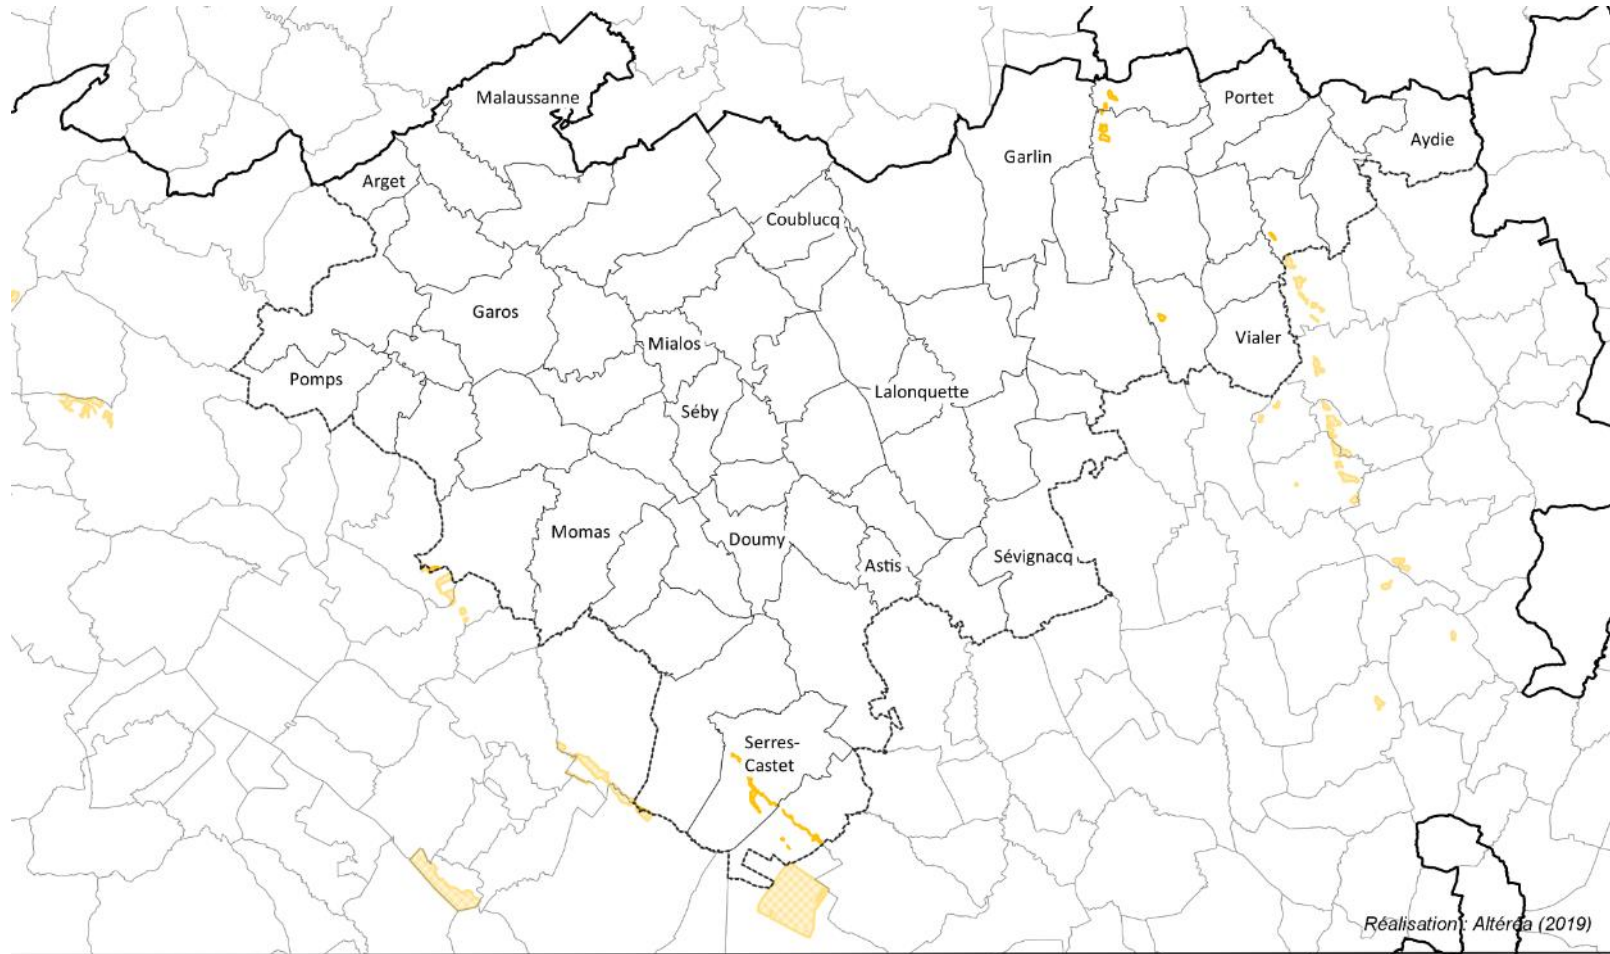 Malaussanne
Portet
Aydie
Garlin
Arget
Coublucq
Garos
Vialer
Mialos
Pomps
Lalonquette
Séby
Momas
Doumy
Sévignacq
Astis
Serres-
Castet
Réalisation : Altéréa (2019)